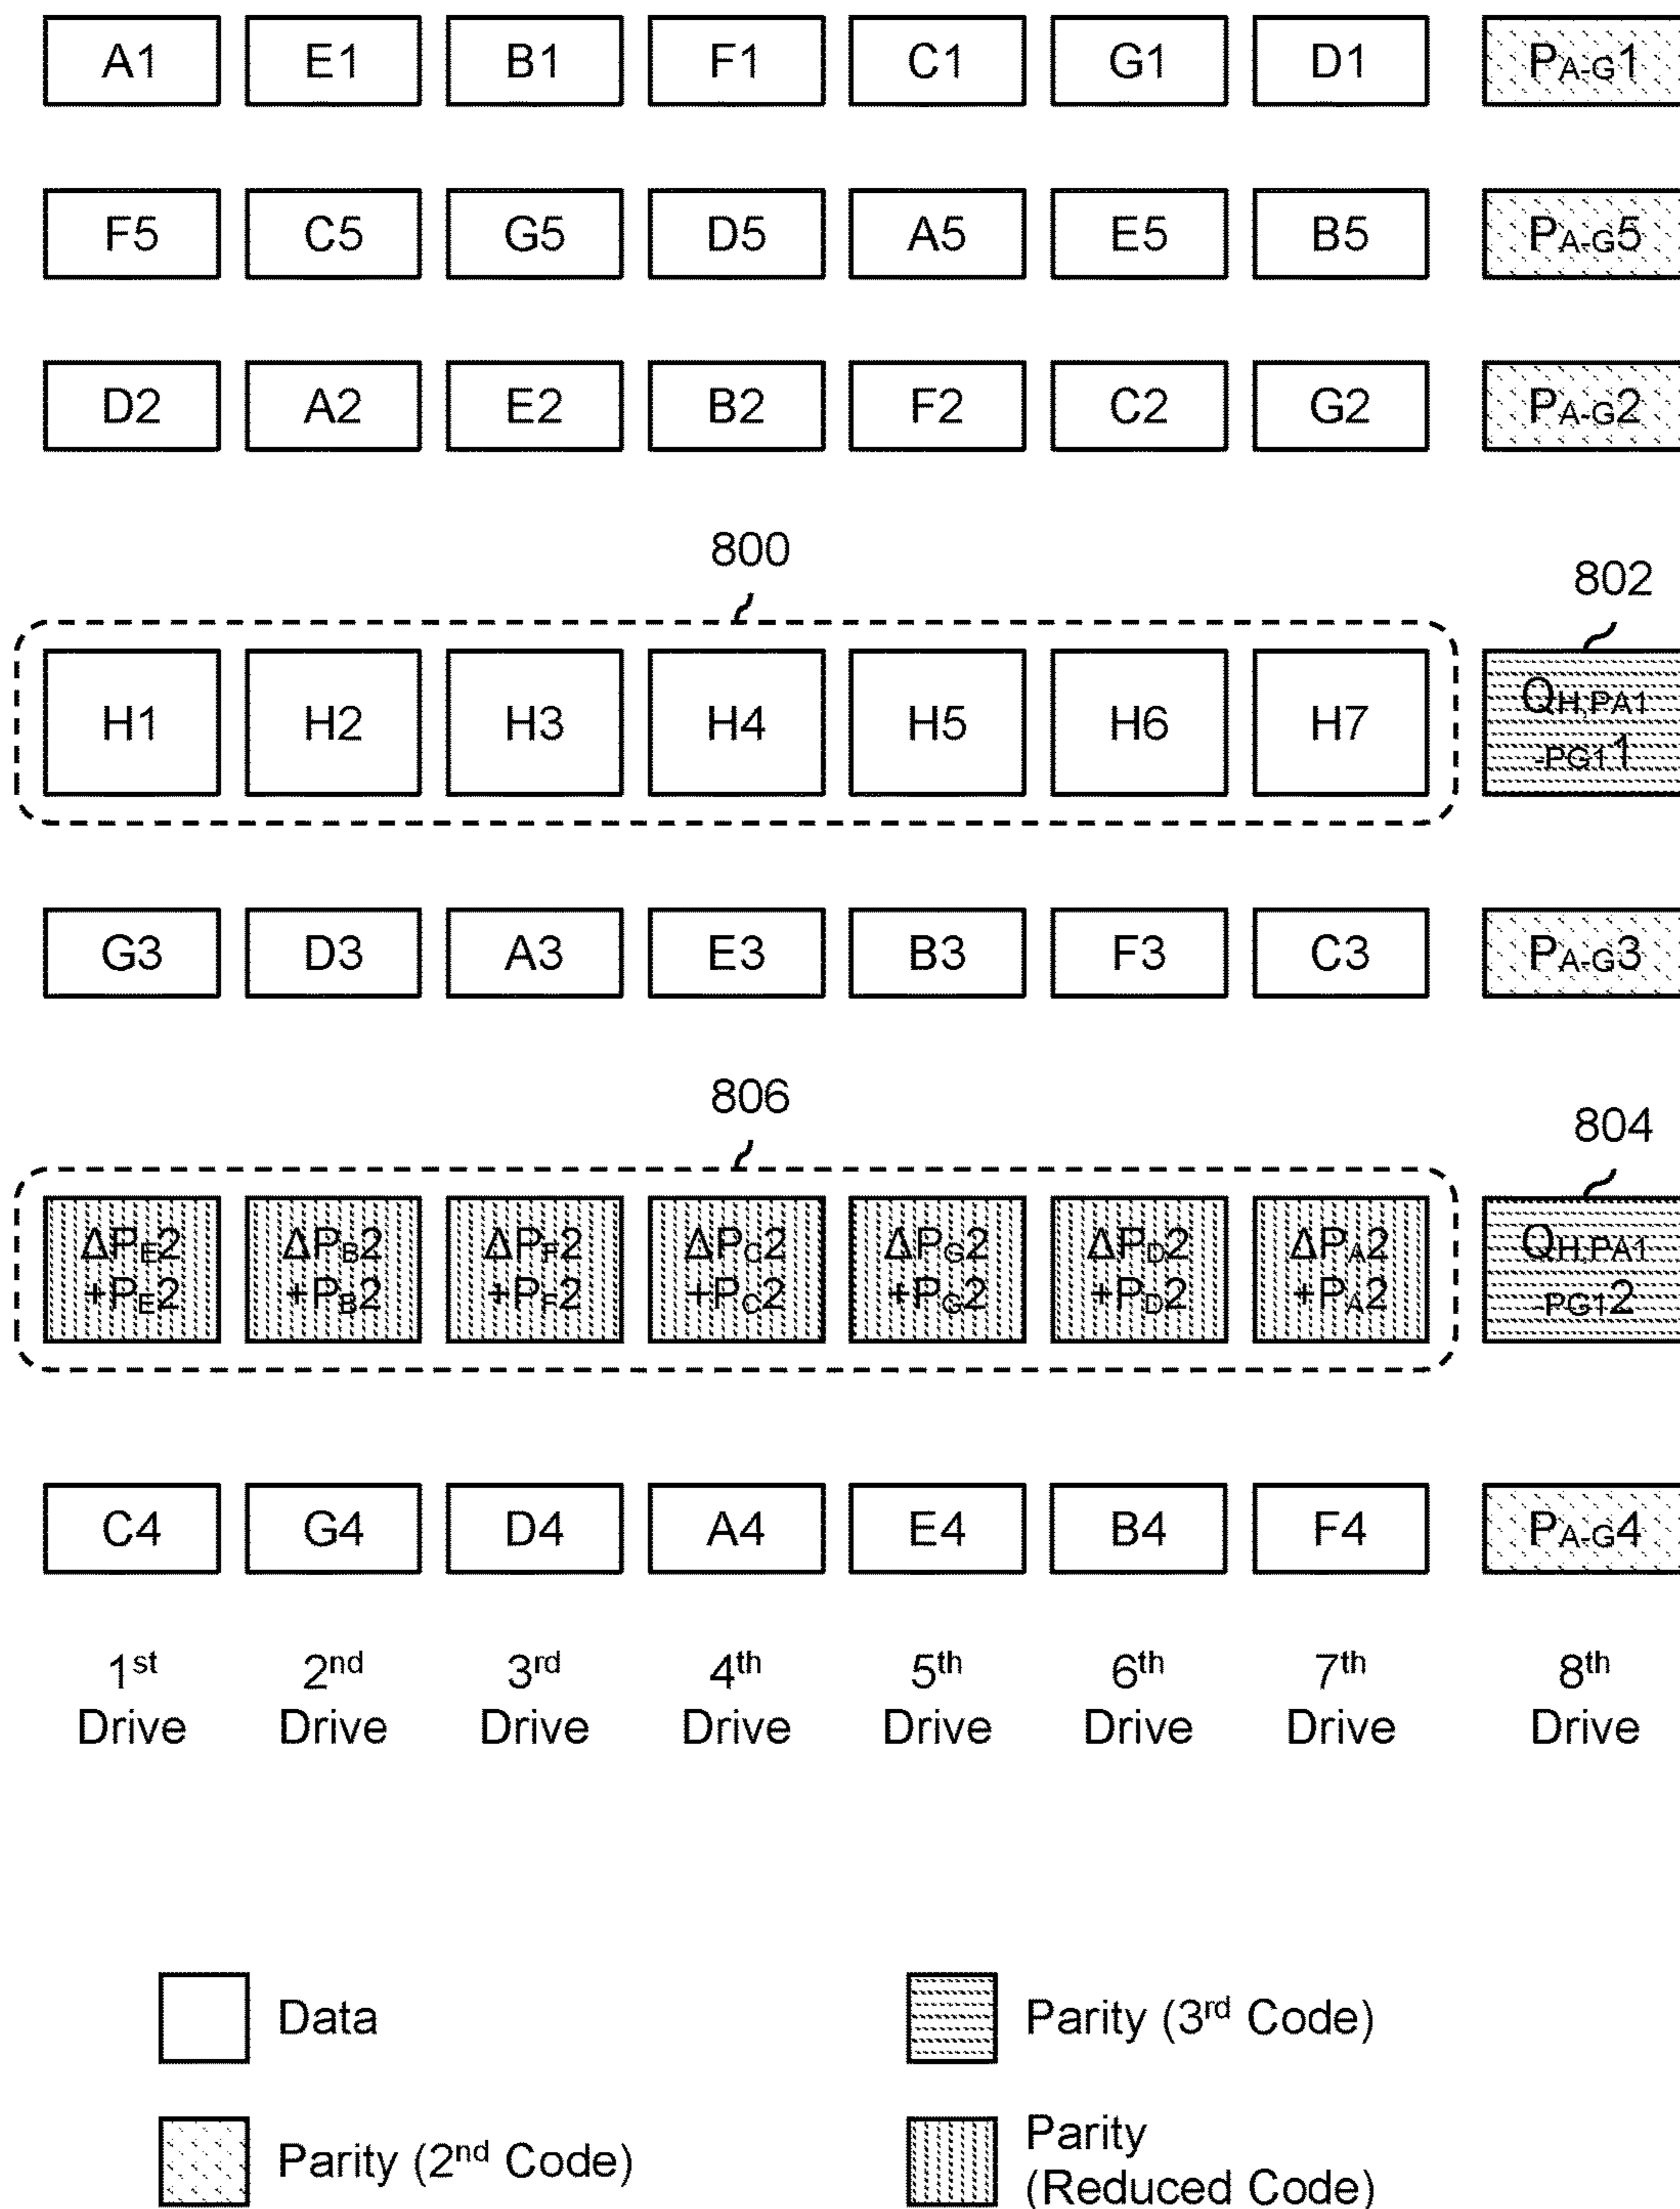 A1 E1 B1 F1 C1 G1 D1 PA-G1
F5 C5 G5 D5 A5 E5 B5 PA-G5
D2 A2 E2 B2 F2 C2 G2 PA-G2
800
802
H1 H2 H3 H4 H5 H6 H7 QH,PA1
-PG11
G3 D3 A3 E3 B3 F3 C3 PA-G3
806
804
ΔPE2 ΔPB2 ΔPF2 ΔPC2 ΔPG2 ΔPD2 ΔPA2 QH,PA1
+PE2 +PB2 +PF2 +PC2 +PG2 +PD2 +PA2 -PG12
C4 G4 D4 A4 E4 B4 F4 PA-G4
1st 2nd 3rd 4th 5th 6th 7th 8th
Drive Drive Drive Drive Drive Drive Drive Drive
Data
Parity (3rd Code)
Parity (2nd Code)
Parity
(Reduced Code)